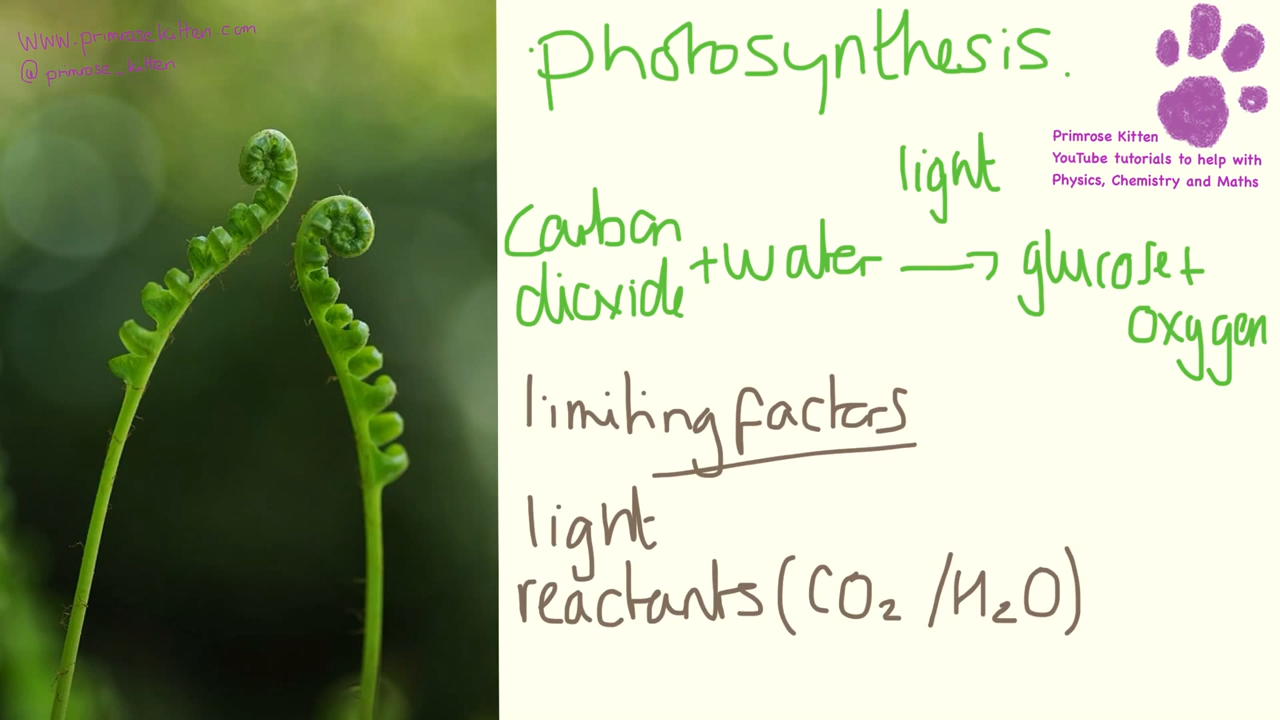 www.primrosekitten.com
@primrose_kitten
Photosynthesis.
Primrose Kitten
YouTube tutorials to help with
Physics, Chemistry and Maths
light
carbon
dioxide
+ water → glucose +
oxygen
limiting factors
light
reactants (CO₂ / H₂O)